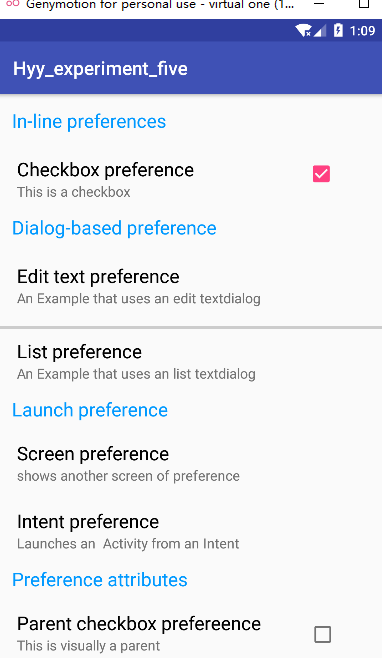 Genymotion for personal use - virtual one (1...
1:09
Hyy_experiment_five
In-line preferences
Checkbox preference
This is a checkbox
Dialog-based preference
Edit text preference
An Example that uses an edit textdialog
List preference
An Example that uses an list textdialog
Launch preference
Screen preference
shows another screen of preference
Intent preference
Launches an  Activity from an Intent
Preference attributes
Parent checkbox prefereence
This is visually a parent